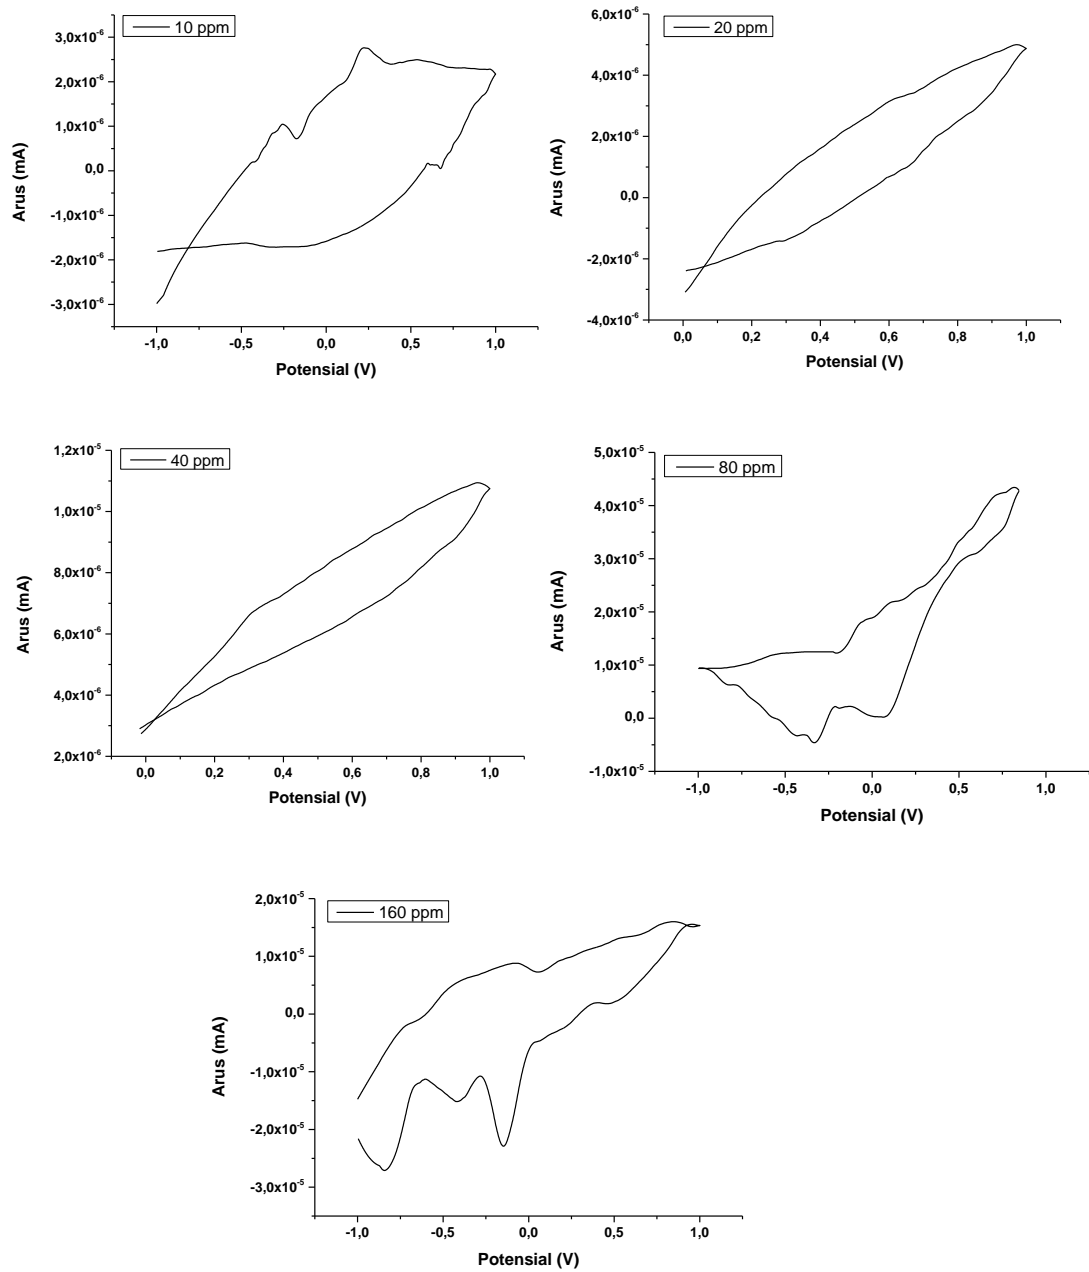 10 ppm
3,0x10⁻⁶
2,0x10⁻⁶
1,0x10⁻⁶
0,0
-1,0x10⁻⁶
-2,0x10⁻⁶
-3,0x10⁻⁶
Arus (mA)
-1,0 -0,5 0,0 0,5 1,0
Potensial (V)
20 ppm
6,0x10⁻⁶
4,0x10⁻⁶
2,0x10⁻⁶
0,0
-2,0x10⁻⁶
-4,0x10⁻⁶
Arus (mA)
0,0 0,2 0,4 0,6 0,8 1,0
Potensial (V)
40 ppm
1,2x10⁻⁵
1,0x10⁻⁵
8,0x10⁻⁶
6,0x10⁻⁶
4,0x10⁻⁶
2,0x10⁻⁶
Arus (mA)
0,0 0,2 0,4 0,6 0,8 1,0
Potensial (V)
80 ppm
5,0x10⁻⁵
4,0x10⁻⁵
3,0x10⁻⁵
2,0x10⁻⁵
1,0x10⁻⁵
0,0
-1,0x10⁻⁵
Arus (mA)
-1,0 -0,5 0,0 0,5 1,0
Potensial (V)
160 ppm
2,0x10⁻⁵
1,0x10⁻⁵
0,0
-1,0x10⁻⁵
-2,0x10⁻⁵
-3,0x10⁻⁵
Arus (mA)
-1,0 -0,5 0,0 0,5 1,0
Potensial (V)